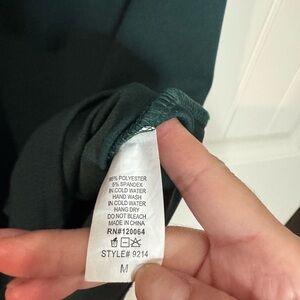 95% POLYESTER
5% SPANDEX
IN COLD WATER
HAND WASH
IN COLD WATER
HANG DRY
DO NOT BLEACH
MADE IN CHINA
RN#120064
STYLE# 9214
M